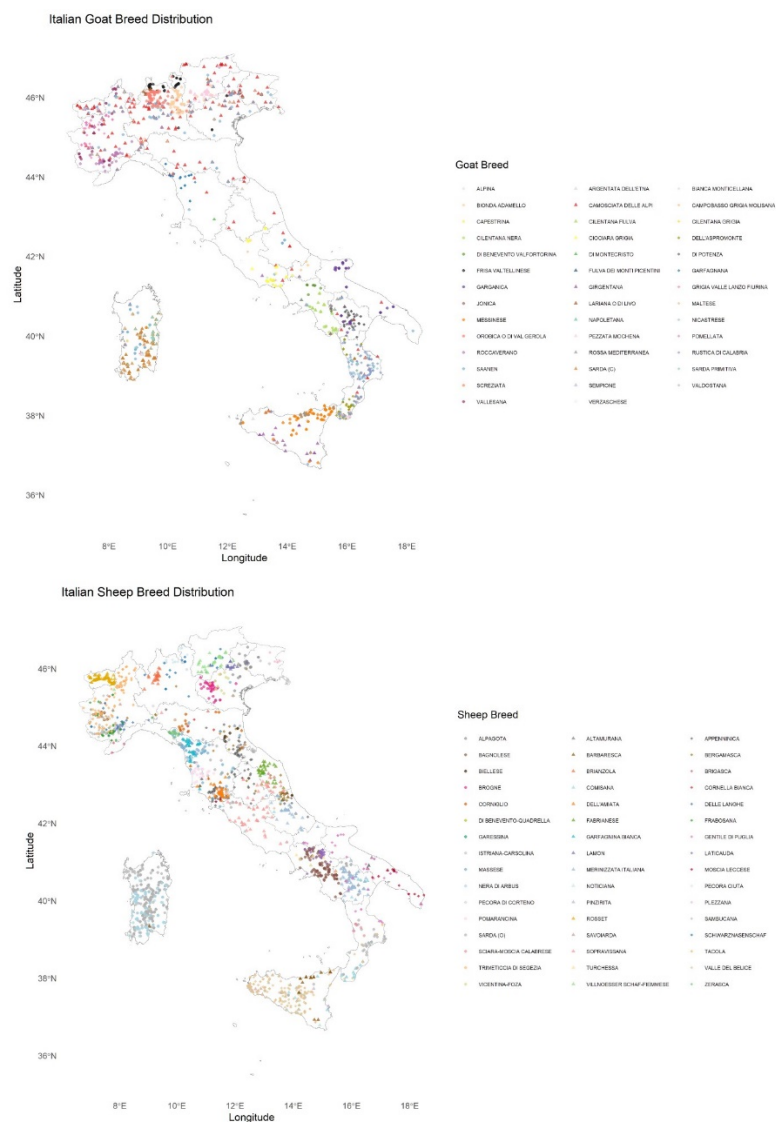 Italian Goat Breed Distribution
46°N
44°N
42°N
40°N
38°N
36°N
Latitude
8°E 10°E 12°E 14°E 16°E 18°E
Longitude
Goat Breed
ALPINA ARGENTATA DELL'ETNA BIANCA MONTICELLANA
BIONDA ADAMELLO CAMOSCIATA DELLE ALPI CAMPOBASSO GRIGIA MOLISANA
CAPESTRINA CILENTANA FULVA CILENTANA GRIGIA
CILENTANA NERA CIOCIARA GRIGIA DELL'ASPROMONTE
DI BENEVENTO VALFORTORINA DI MONTECRISTO DI POTENZA
FRISA VALTELLINESE FULVA DEI MONTI PICENTINI GARFAGNANA
GARGANICA GIRGENTANA GRIGIA VALLE LANZO FIURINA
JONICA LARIANA O DI LIVO MALTESE
MESSINESE NAPOLETANA NICASTRESE
OROBICA O DI VAL GEROLA PEZZATA MOCHENA POMELLATA
ROCCAVERANO ROSSA MEDITERRANEA RUSTICA DI CALABRIA
SAANEN SARDA (C) SARDA PRIMITIVA
SCREZIATA SEMPIONE VALDOSTANA
VALLESANA VERZASCHESE
Italian Sheep Breed Distribution
46°N
44°N
42°N
40°N
38°N
36°N
Latitude
8°E 10°E 12°E 14°E 16°E 18°E
Longitude
Sheep Breed
ALPAGOTA ALTAMURANA APPENNINICA
BAGNOLESE BARBARESCA BERGAMASCA
BIELLESE BRIANZOLA BRIGASCA
BROGNE COMISANA CORNELLA BIANCA
CORNIGLIO DELL'AMIATA DELLE LANGHE
DI BENEVENTO-QUADRELLA FABRIANESE FRABOSANA
GARESSINA GARFAGNINA BIANCA GENTILE DI PUGLIA
ISTRIANA-CARSOLINA LAMON LATICAUDA
MASSESE MERINIZZATA ITALIANA MOSCIA LECCESE
NERA DI ARBUS NOTICIANA PECORA CIUTA
PECORA DI CORTENO PINZIRITA PLEZZANA
POMARANCINA ROSSET SAMBUCANA
SARDA (O) SAVOIARDA SCHWARZNASENSCHAF
SCIARA-MOSCIA CALABRESE SOPRAVISSANA TACOLA
TRIMETICCIA DI SEGEZIA TURCHESSA VALLE DEL BELICE
VICENTINA-FOZA VILLNOESSER SCHAF-FIEMMESE ZERASCA